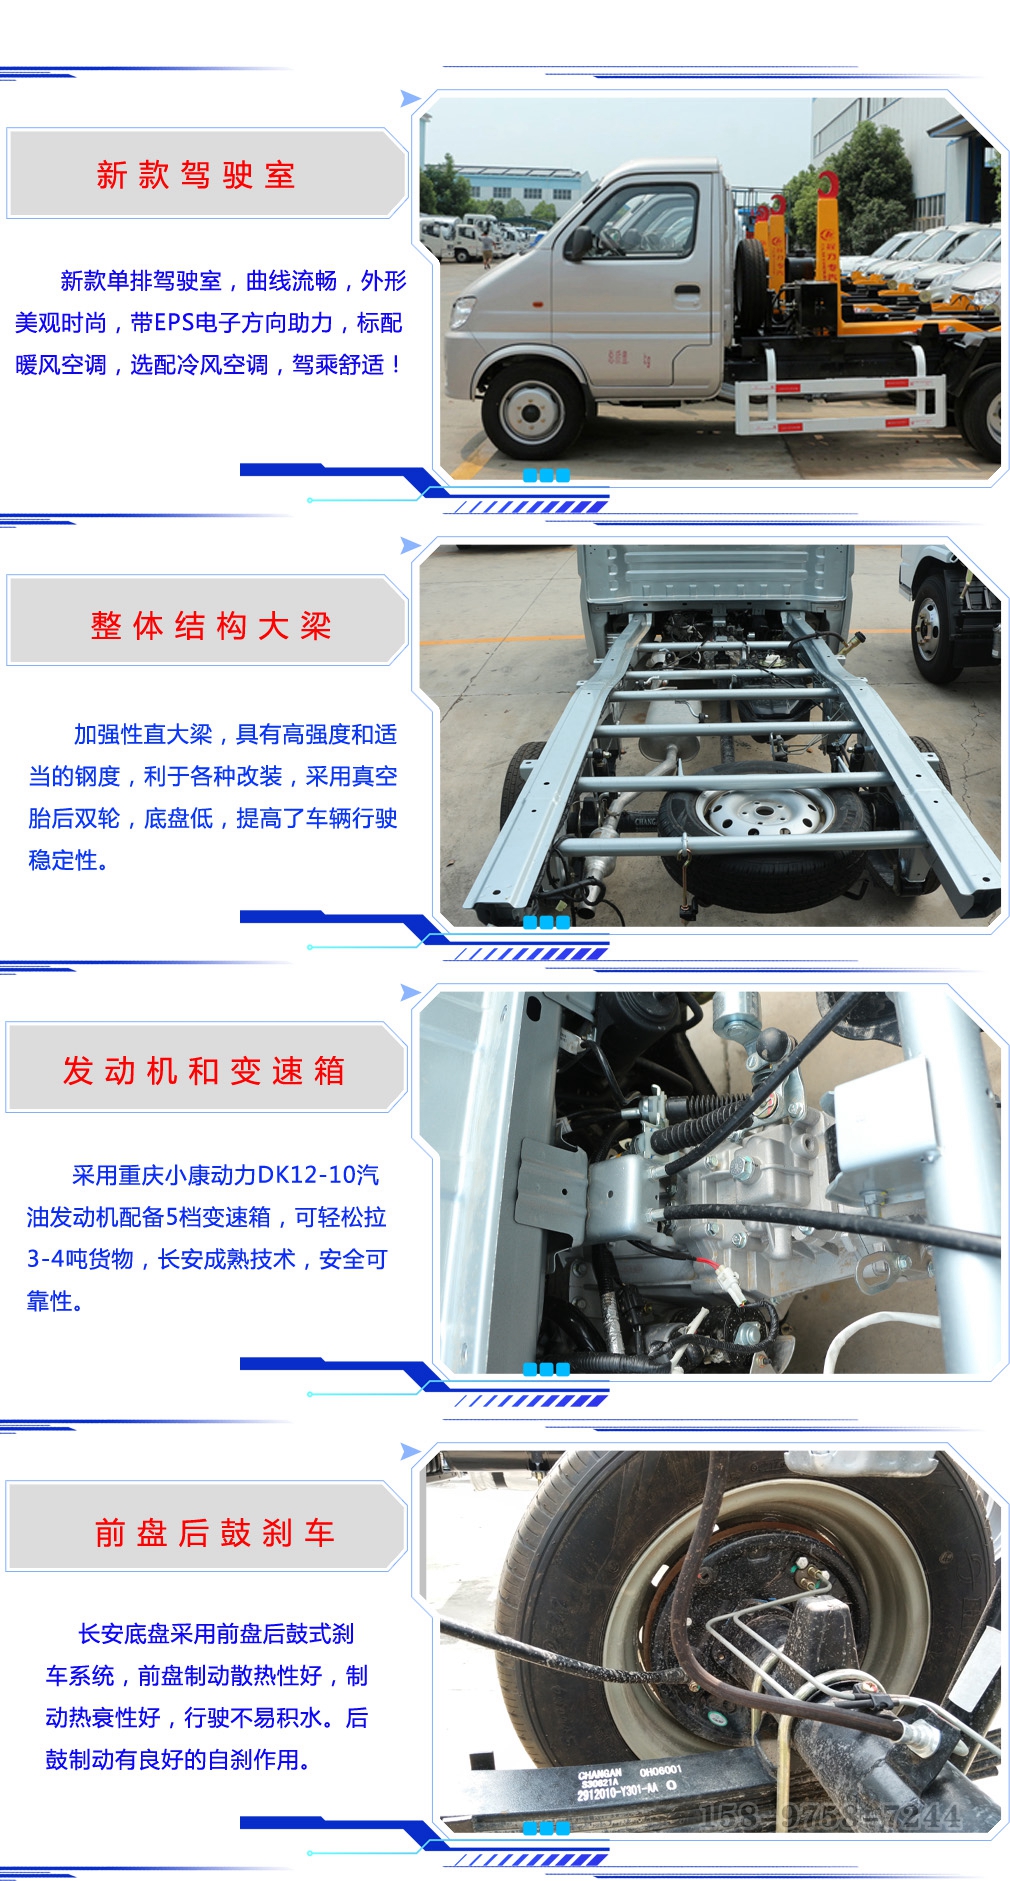 新款驾驶室
新款单排驾驶室，曲线流畅，外形
美观时尚，带EPS电子方向助力，标配
暖风空调，选配冷风空调，驾乘舒适！
整体结构大梁
加强性直大梁，具有高强度和适
当的钢度，利于各种改装，采用真空
胎后双轮，底盘低，提高了车辆行驶
稳定性。
发动机和变速箱
采用重庆小康动力DK12-10汽
油发动机配备5档变速箱，可轻松拉
3-4吨货物，长安成熟技术，安全可
靠性。
前盘后鼓刹车
长安底盘采用前盘后鼓式刹
车系统，前盘制动散热性好，制
动热衰性好，行驶不易积水。后
鼓制动有良好的自刹作用。
CHANGAN 0H06001
S30621A
2912010-Y301-AA
158-9758-7244